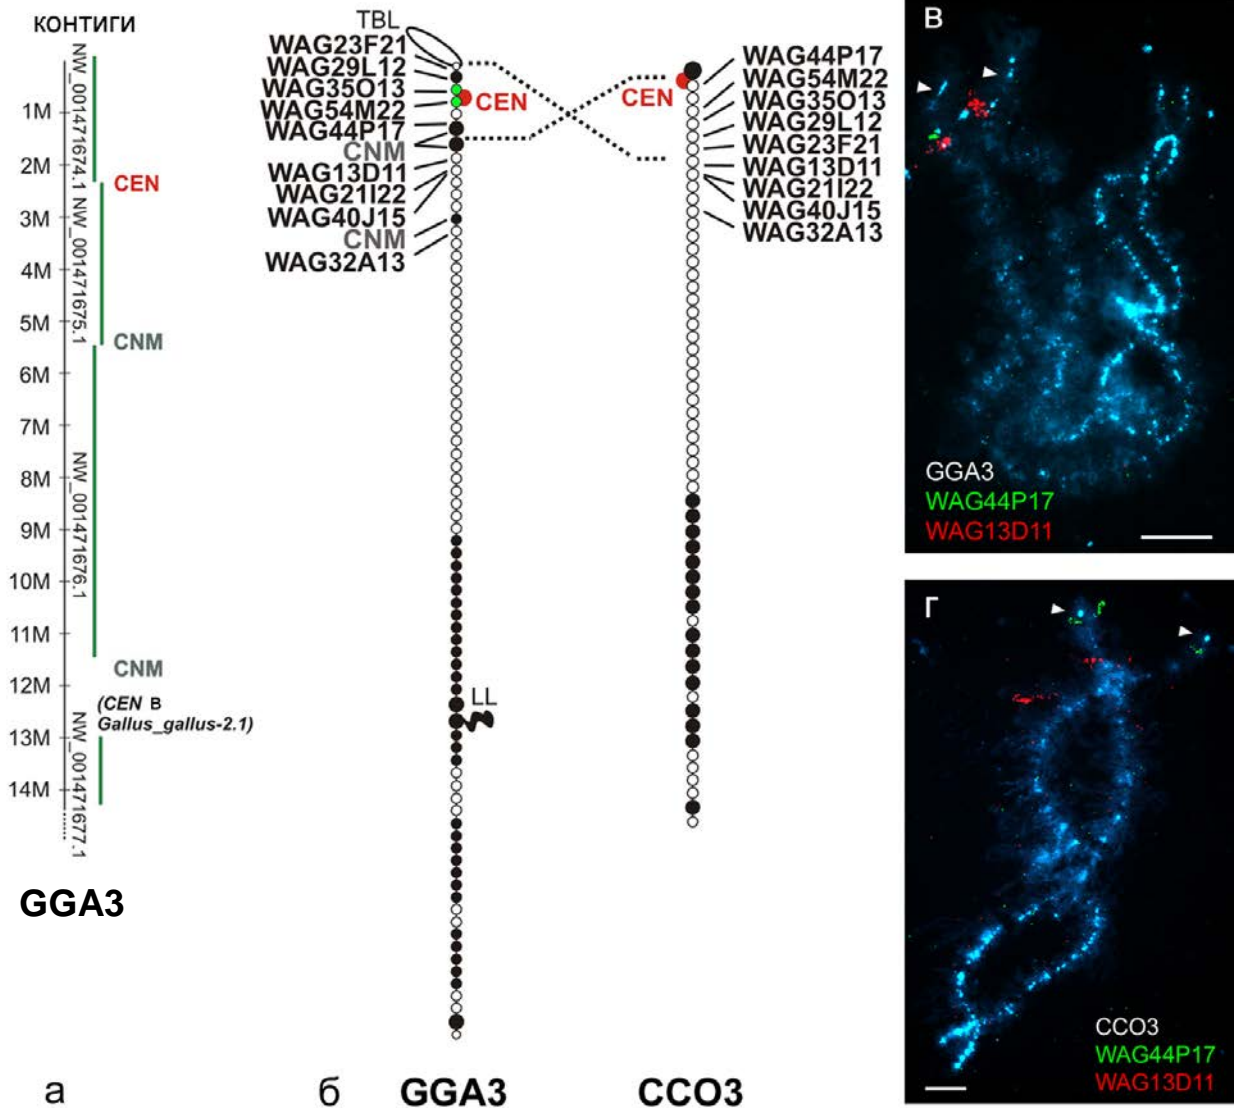 КОНТИГИ
NW_001471674.1
NW_001471675.1
NW_001471676.1
NW_001471677.1
1M
2M
3M
4M
5M
6M
7M
8M
9M
10M
11M
12M
13M
14M
CEN
CNM
CNM
(CEN в
Gallus_gallus-2.1)
GGA3
а
TBL
WAG23F21
WAG29L12
WAG35O13
WAG54M22
WAG44P17
CNM
WAG13D11
WAG21I22
WAG40J15
CNM
WAG32A13
CEN
LL
CEN
WAG44P17
WAG54M22
WAG35O13
WAG29L12
WAG23F21
WAG13D11
WAG21I22
WAG40J15
WAG32A13
б
GGA3
CCO3
В
GGA3
WAG44P17
WAG13D11
Г
CCO3
WAG44P17
WAG13D11